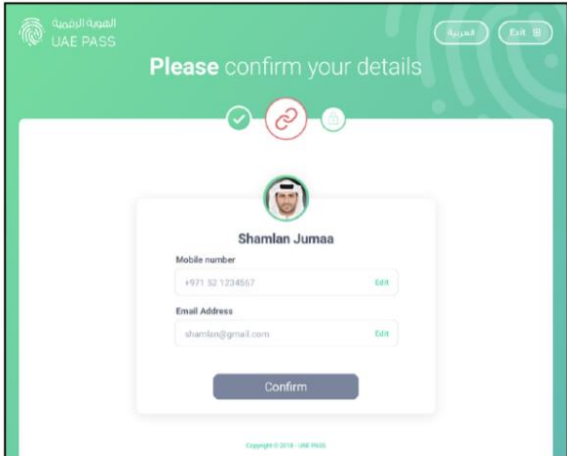 الهوية الرقمية
UAE PASS
العربية
Exit
Please confirm your details
Shamlan Jumaa
Mobile number
+971 52 1234567
Edit
Email Address
shamlan@gmail.com
Edit
Confirm
Copyright © 2018 - UAE PASS